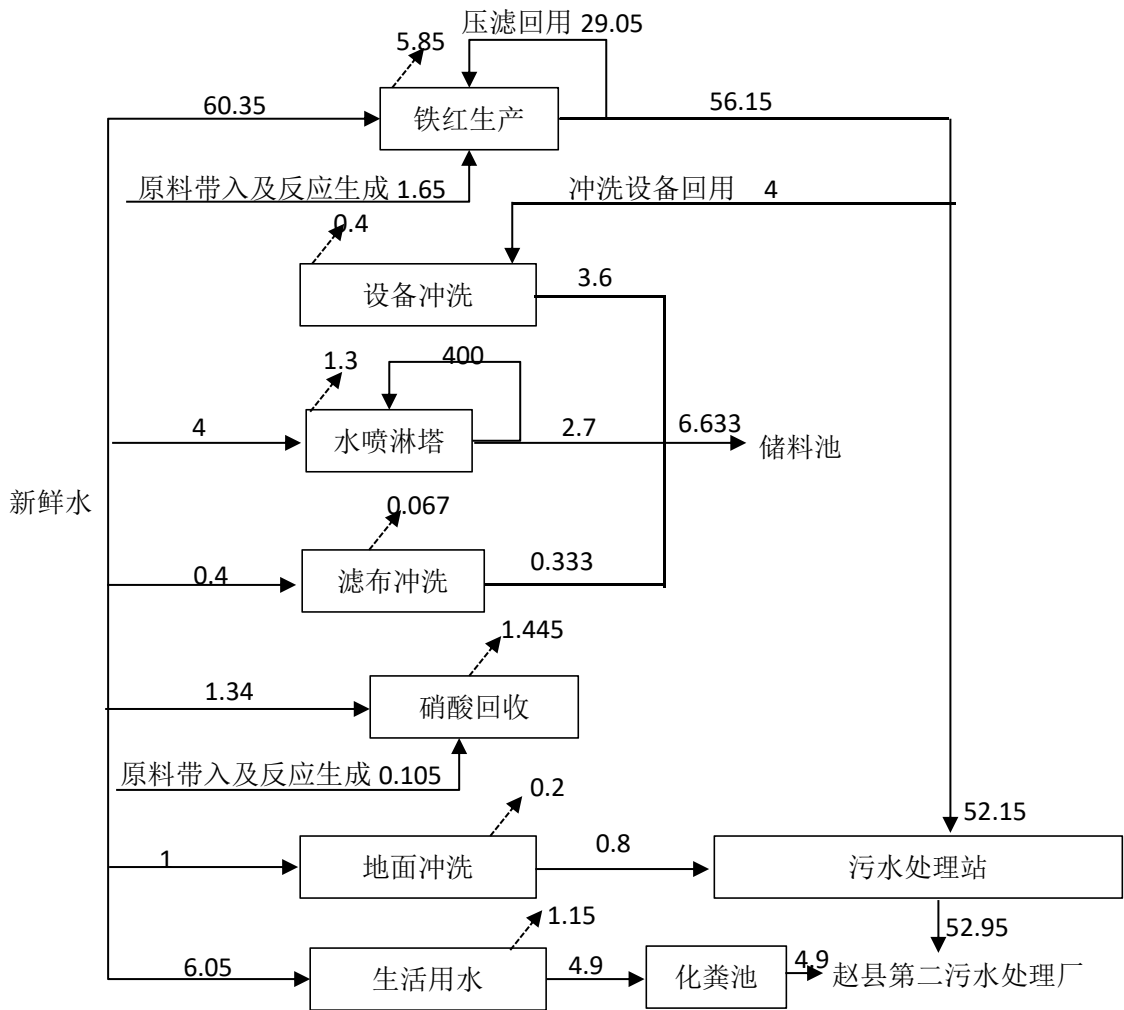 压滤回用 29.05
5.85
60.35
铁红生产
56.15
原料带入及反应生成 1.65
冲洗设备回用 4
0.4
设备冲洗
3.6
1.3
400
4
水喷淋塔
2.7
6.633
储料池
新鲜水
0.067
0.4
滤布冲洗
0.333
1.445
1.34
硝酸回收
原料带入及反应生成 0.105
0.2
52.15
1
地面冲洗
0.8
污水处理站
1.15
52.95
6.05
生活用水
4.9
化粪池
4.9
赵县第二污水处理厂